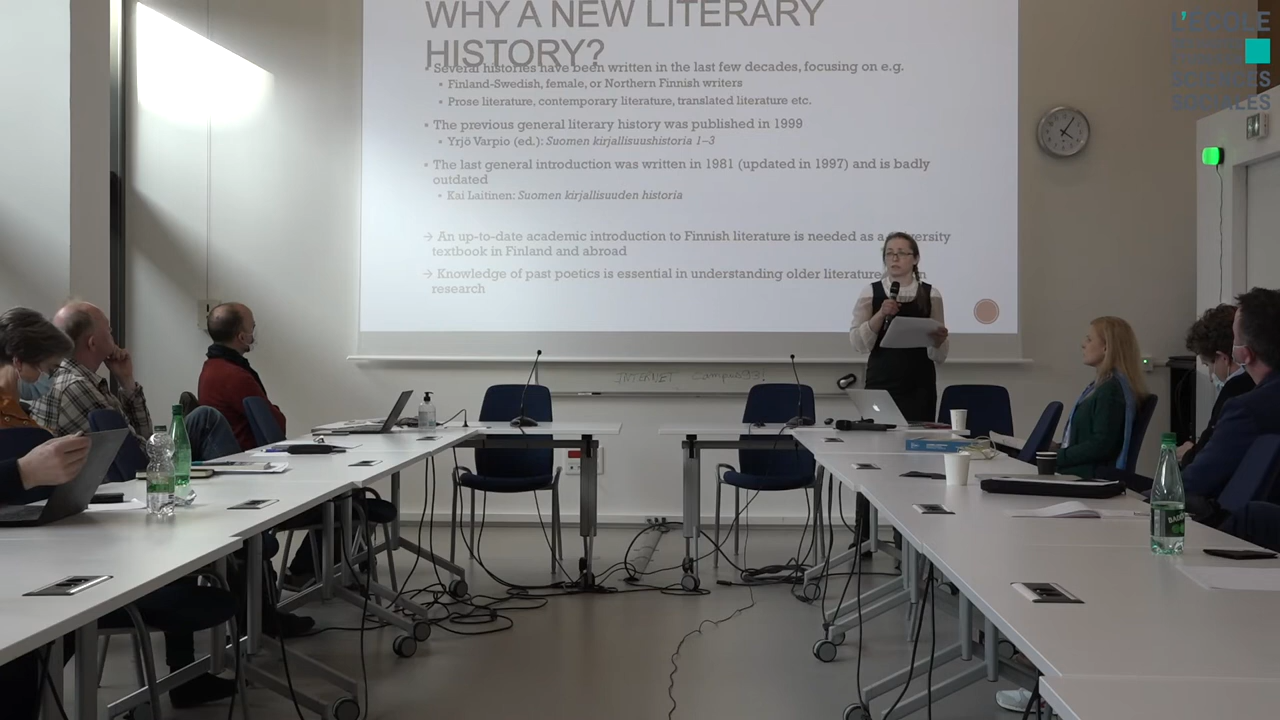 WHY A NEW LITERARY
HISTORY?
Several histories have been written in the last few decades, focusing on e.g.
Finland-Swedish, female, or Northern Finnish writers
Prose literature, contemporary literature, translated literature etc.
The previous general literary history was published in 1999
Yrjö Varpio (ed.): Suomen kirjallisuushistoria 1–3
The last general introduction was written in 1981 (updated in 1997) and is badly
outdated
Kai Laitinen: Suomen kirjallisuuden historia
→ An up-to-date academic introduction to Finnish literature is needed as a
textbook in Finland and abroad
→ Knowledge of past poetics is essential in understanding older literature
research
INTERNET Campus93!
L'ÉCOLE
SCIENCES
SOCIALES